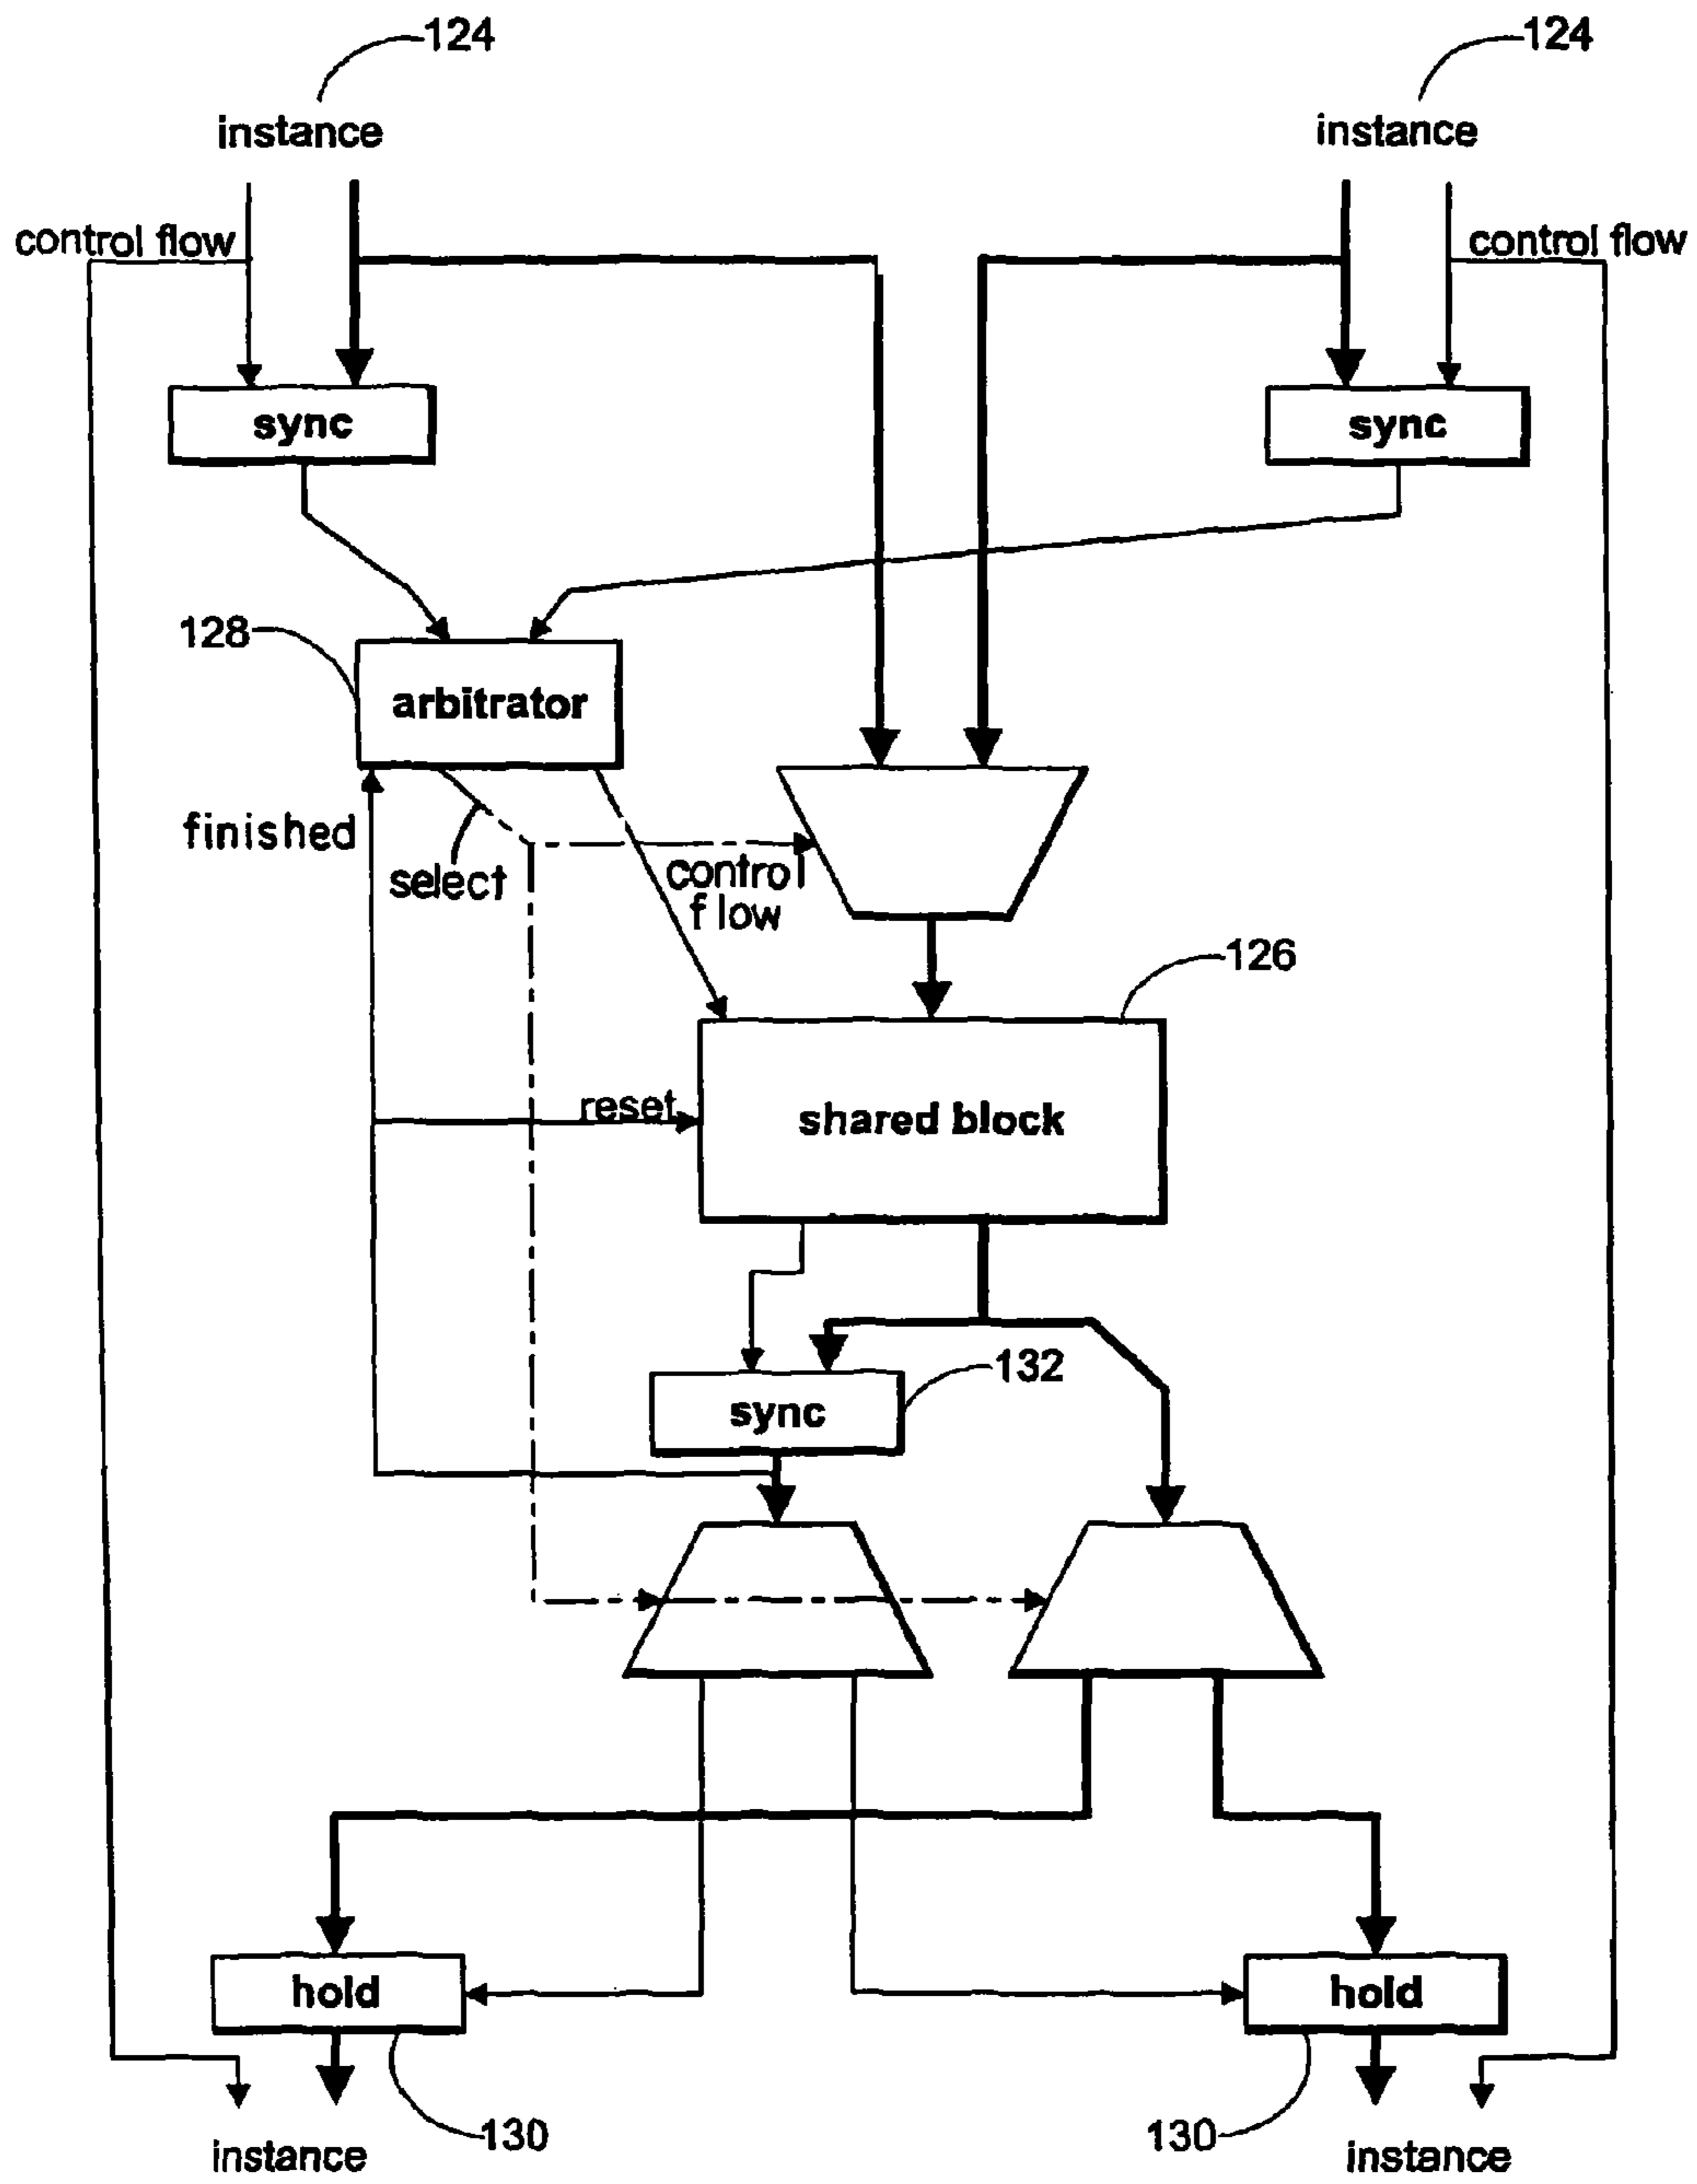 124
124
instance
instance
control flow
control flow
sync
sync
128
arbitrator
finished
select
control
flow
126
reset
shared block
132
sync
hold
hold
130
130
instance
instance